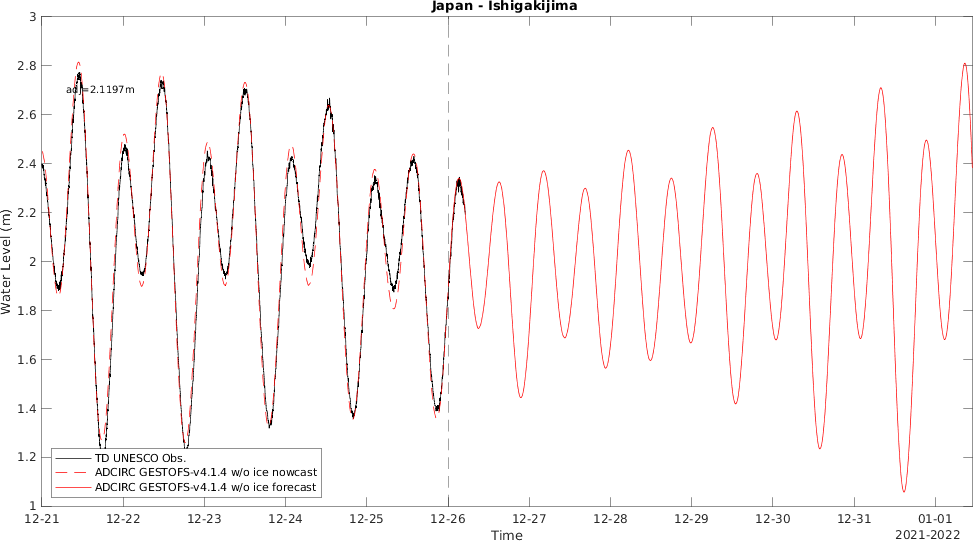 Japan - Ishigakijima
3
2.8
2.6
2.4
2.2
2
1.8
1.6
1.4
1.2
1
Water Level (m)
adj=2.1197m
TD UNESCO Obs.
ADCIRC GESTOFS-v4.1.4 w/o ice nowcast
ADCIRC GESTOFS-v4.1.4 w/o ice forecast
12-21 12-22 12-23 12-24 12-25 12-26 12-27 12-28 12-29 12-30 12-31 01-01
Time
2021-2022